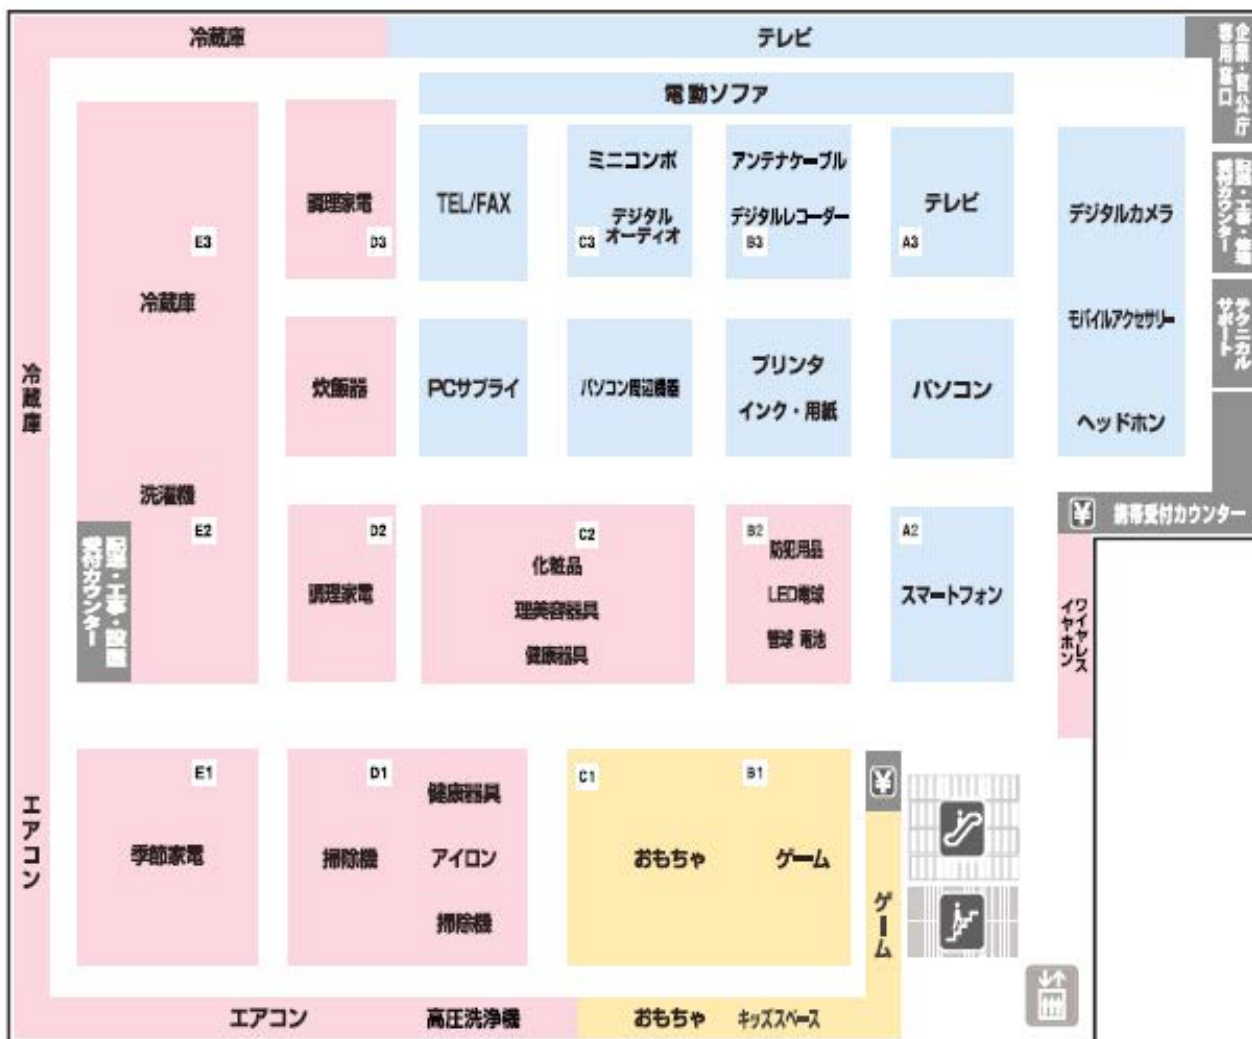 冷蔵庫
テレビ
企業・官公庁
専用窓口
電動ソファ
調理家電
D3
TEL/FAX
ミニコンポ
デジタル
オーディオ
C3
アンテナケーブル
デジタルレコーダー
B3
テレビ
A3
デジタルカメラ
モバイルアクセサリー
ヘッドホン
配送・工事・修理
受付カウンター
テクニカル
サポート
E3
冷蔵庫
洗濯機
E2
冷蔵庫
炊飯器
PCサプライ
パソコン周辺機器
プリンタ
インク・用紙
パソコン
¥ 携帯受付カウンター
配送・工事・設置
受付カウンター
D2
調理家電
C2
化粧品
理美容器具
健康器具
B2
防犯用品
LED電球
管球 電池
A2
スマートフォン
ワイヤレス
イヤホン
エアコン
E1
季節家電
D1
掃除機
健康器具
アイロン
掃除機
C1
おもちゃ
B1
ゲーム
¥
ゲーム
エアコン
高圧洗浄機
おもちゃ
キッズスペース